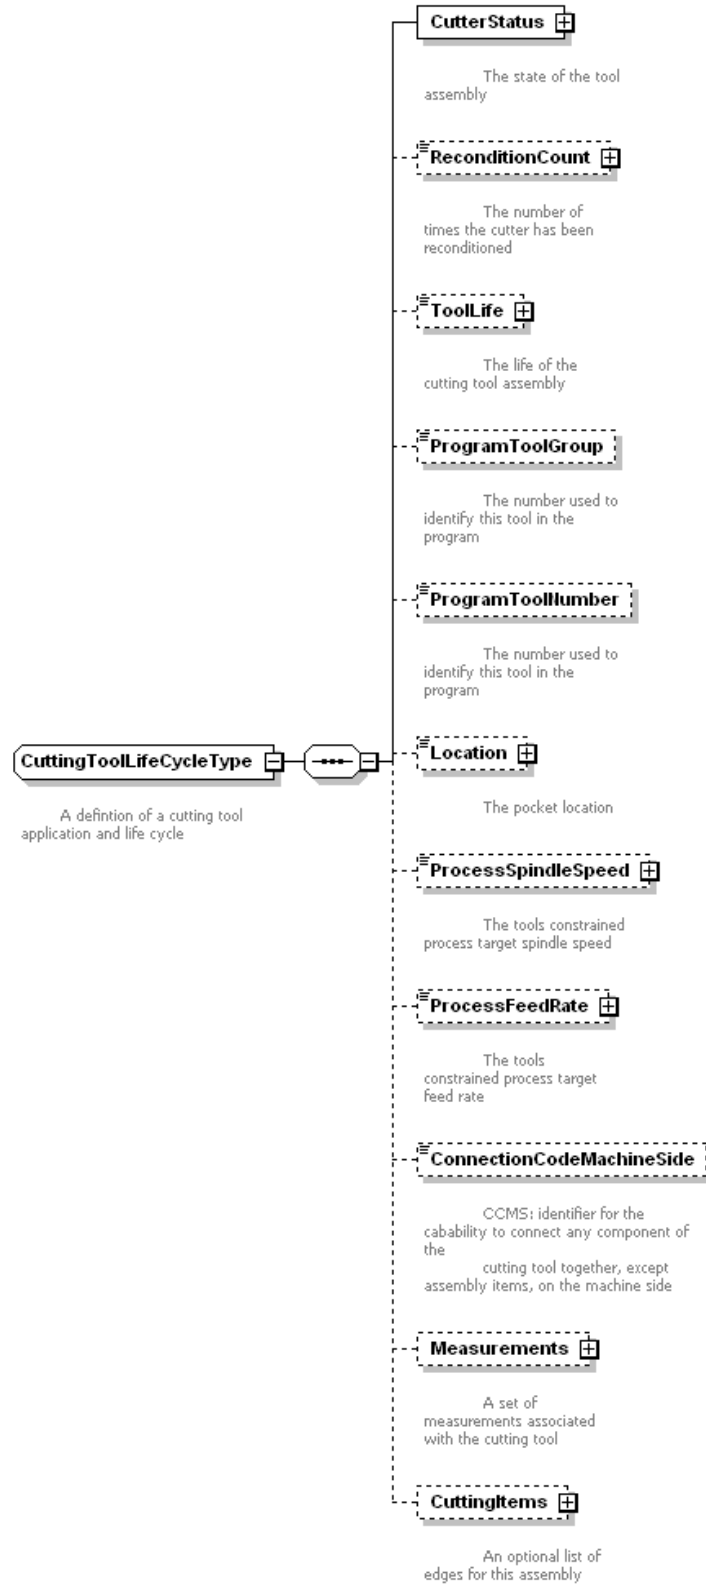 CutterStatus
The state of the tool
assembly
ReconditionCount
The number of
times the cutter has been
reconditioned
ToolLife
The life of the
cutting tool assembly
ProgramToolGroup
The number used to
identify this tool in the
program
ProgramToolNumber
The number used to
identify this tool in the
program
CuttingToolLifeCycleType
A defintion of a cutting tool
application and life cycle
Location
The pocket location
ProcessSpindleSpeed
The tools constrained
process target spindle speed
ProcessFeedRate
The tools
constrained process target
feed rate
ConnectionCodeMachineSide
CCMS: identifier for the
cabability to connect any component of
the
cutting tool together, except
assembly items, on the machine side
Measurements
A set of
measurements associated
with the cutting tool
CuttingItems
An optional list of
edges for this assembly